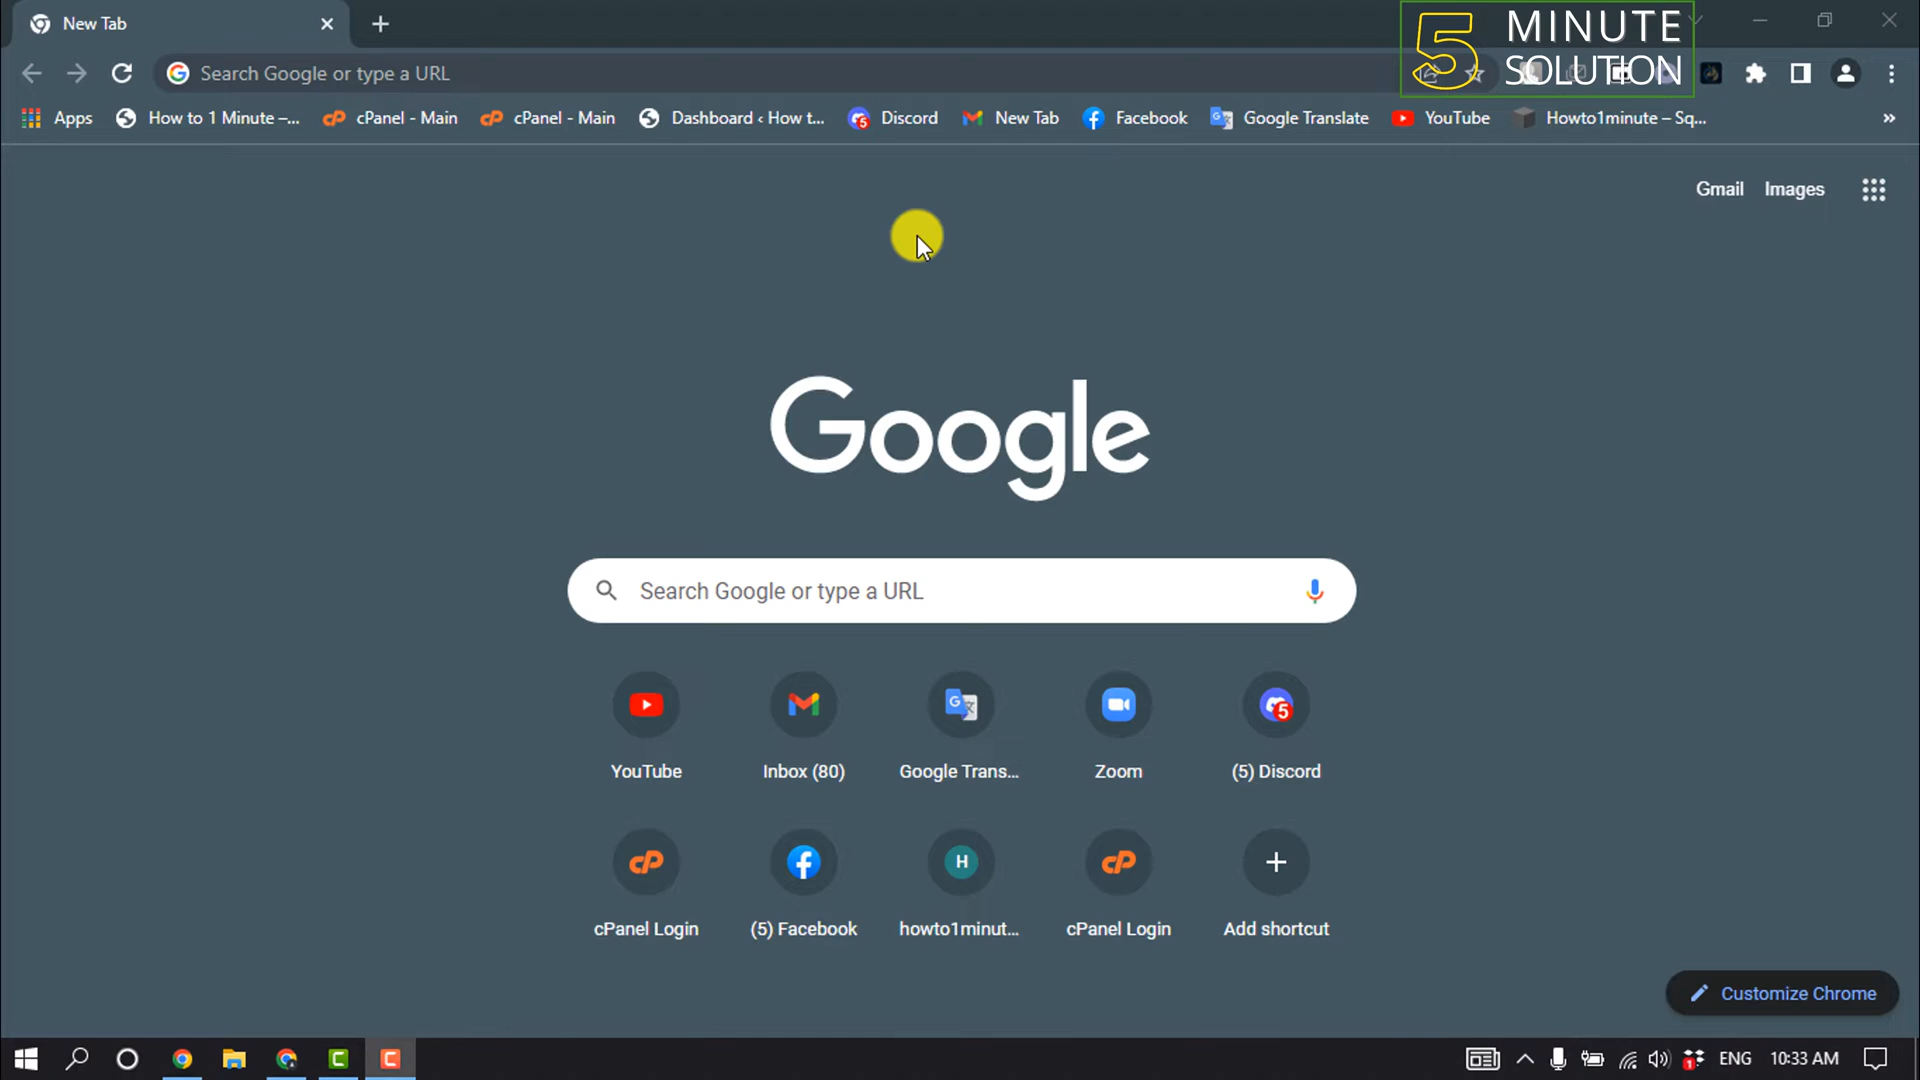 New Tab
5 MINUTE
SOLUTION
Search Google or type a URL
Apps How to 1 Minute –... cPanel - Main cPanel - Main Dashboard ‹ How t... Discord New Tab Facebook Google Translate YouTube Howto1minute – Sq... »
Gmail Images
Google
Search Google or type a URL
YouTube Inbox (80) Google Trans... Zoom (5) Discord
cPanel Login (5) Facebook howto1minut... cPanel Login Add shortcut
Customize Chrome
ENG 10:33 AM